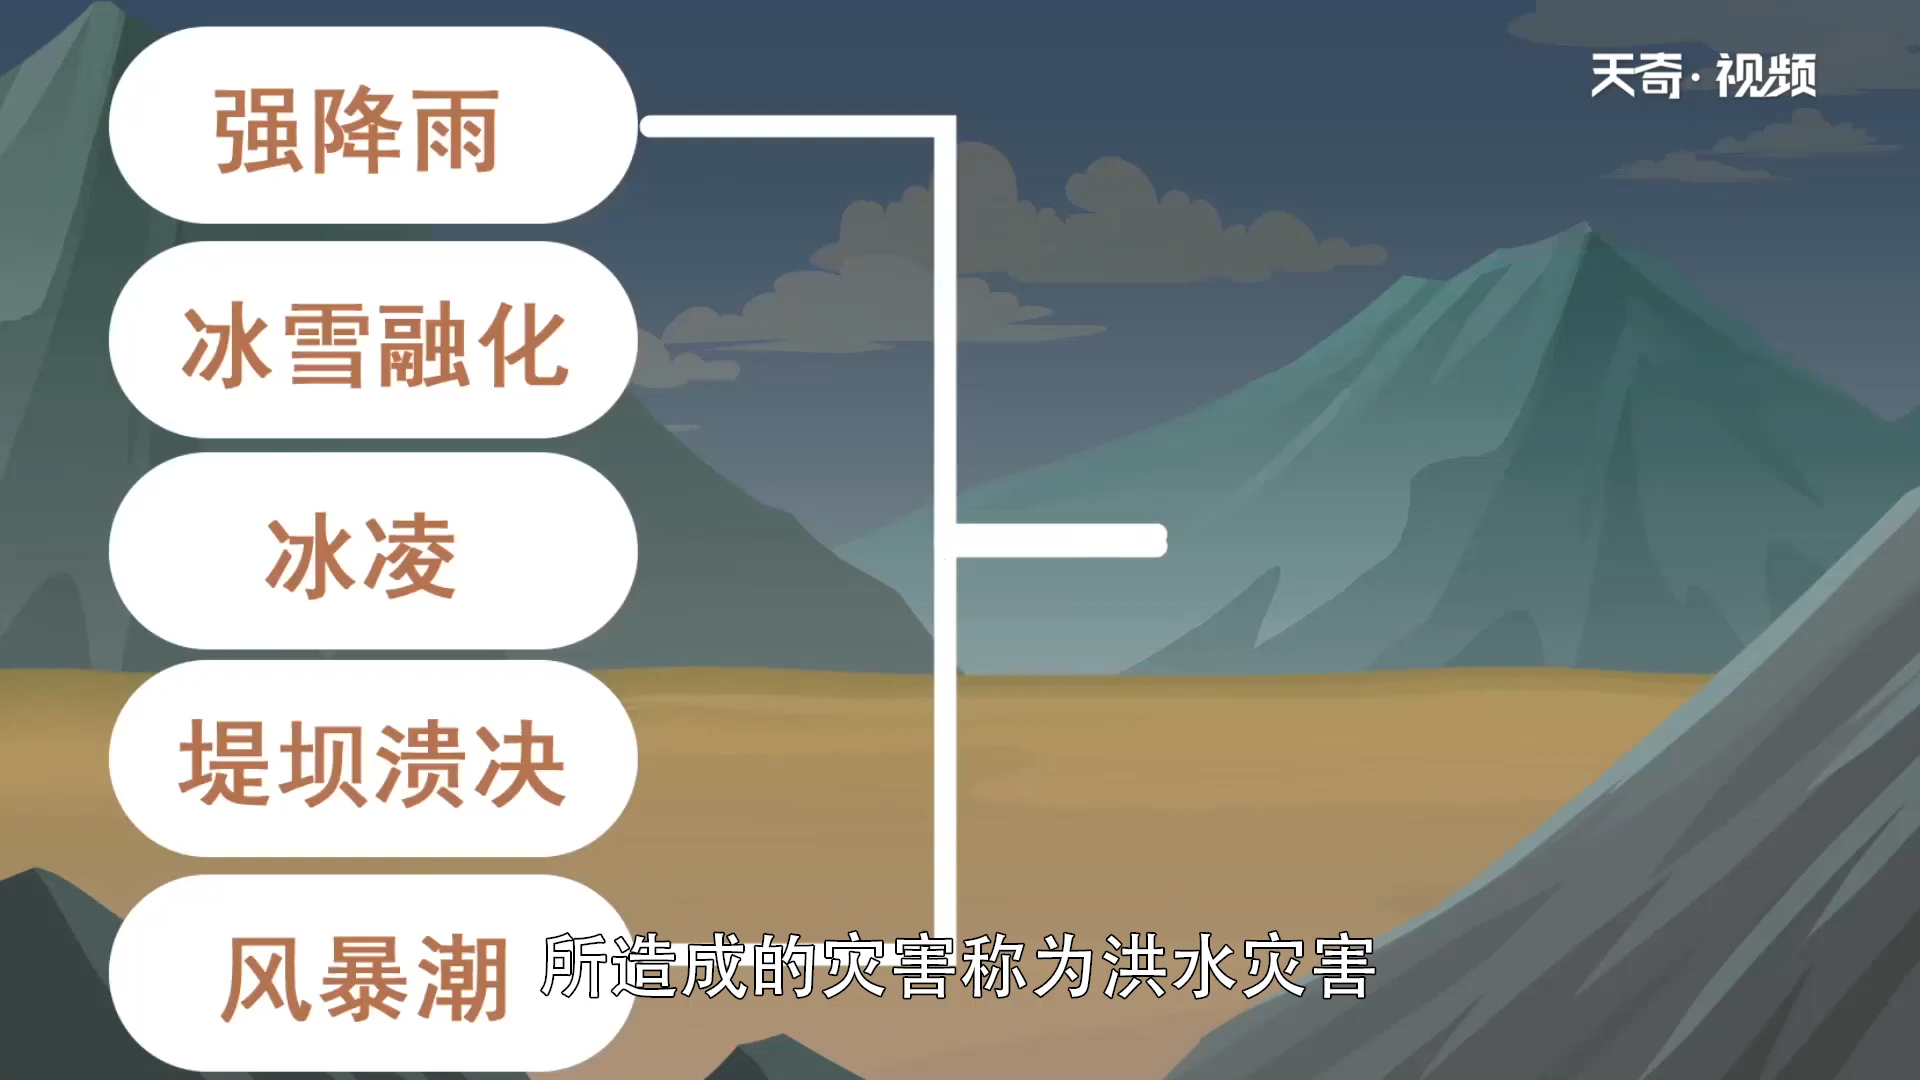 强降雨
天奇·视频
冰雪融化
冰凌
堤坝溃决
风暴潮
所造成的灾害称为洪水灾害